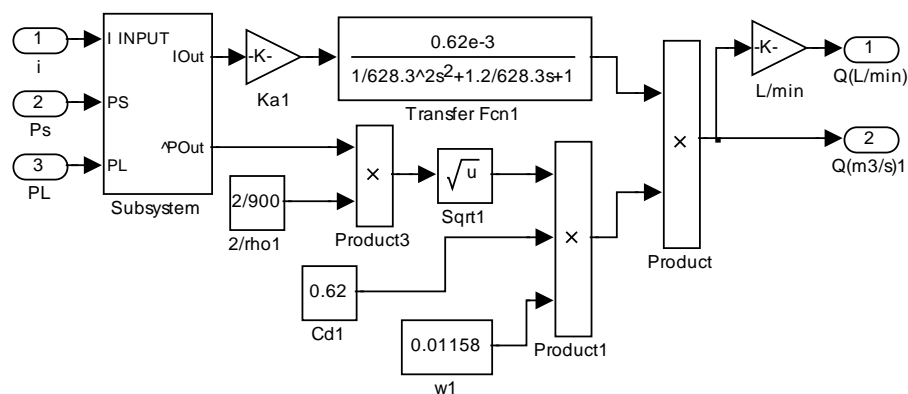 1
i
2
Ps
3
PL
I INPUT
PS
PL
IOut
^POut
Subsystem
-K-
Ka1
0.62e-3
1/628.3^2s²+1.2/628.3s+1
Transfer Fcn1
2/900
2/rho1
×
Product3
√u
Sqrt1
0.62
Cd1
0.01158
w1
×
Product1
×
Product
-K-
L/min
1
Q(L/min)
2
Q(m3/s)1